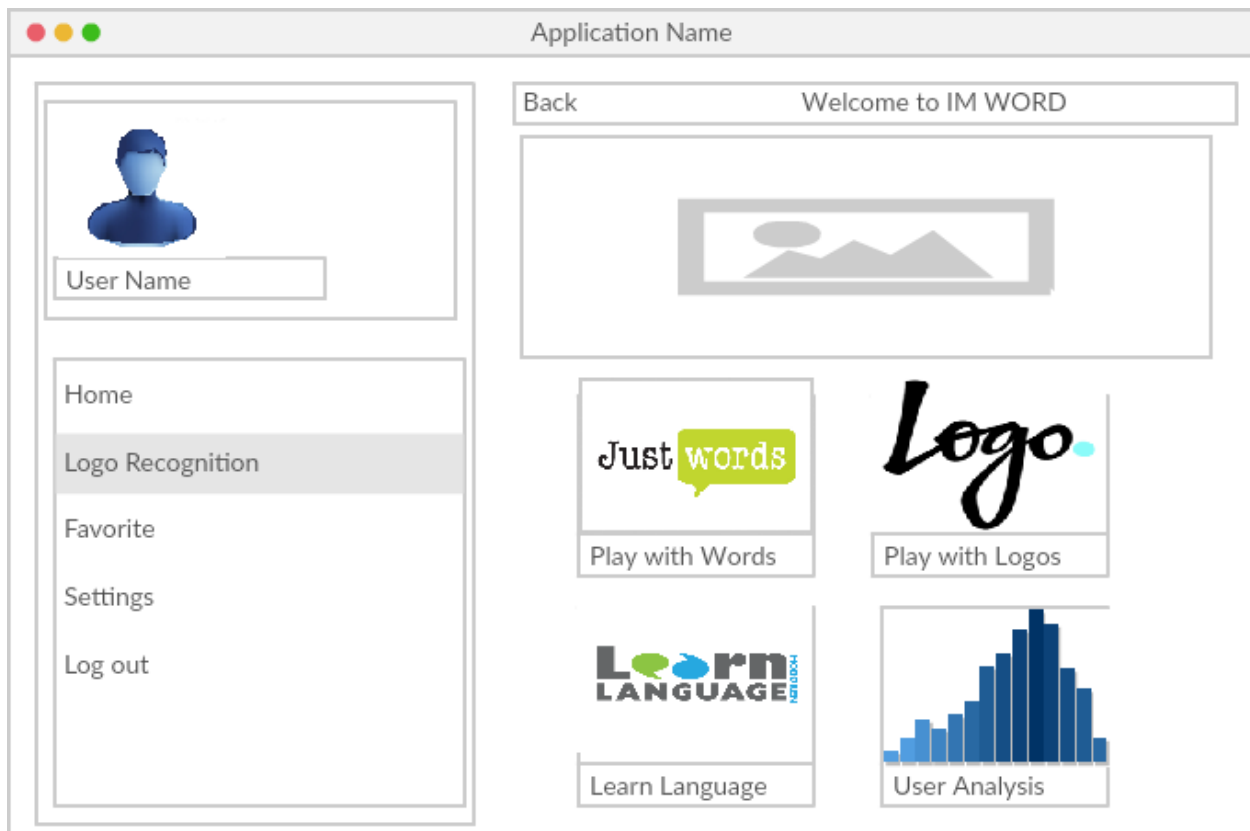 Application Name
Back
Welcome to IM WORD
User Name
Home
Logo Recognition
Favorite
Settings
Log out
Just words
Play with Words
Logo
Play with Logos
Learn
LANGUAGE
Learn Language
User Analysis